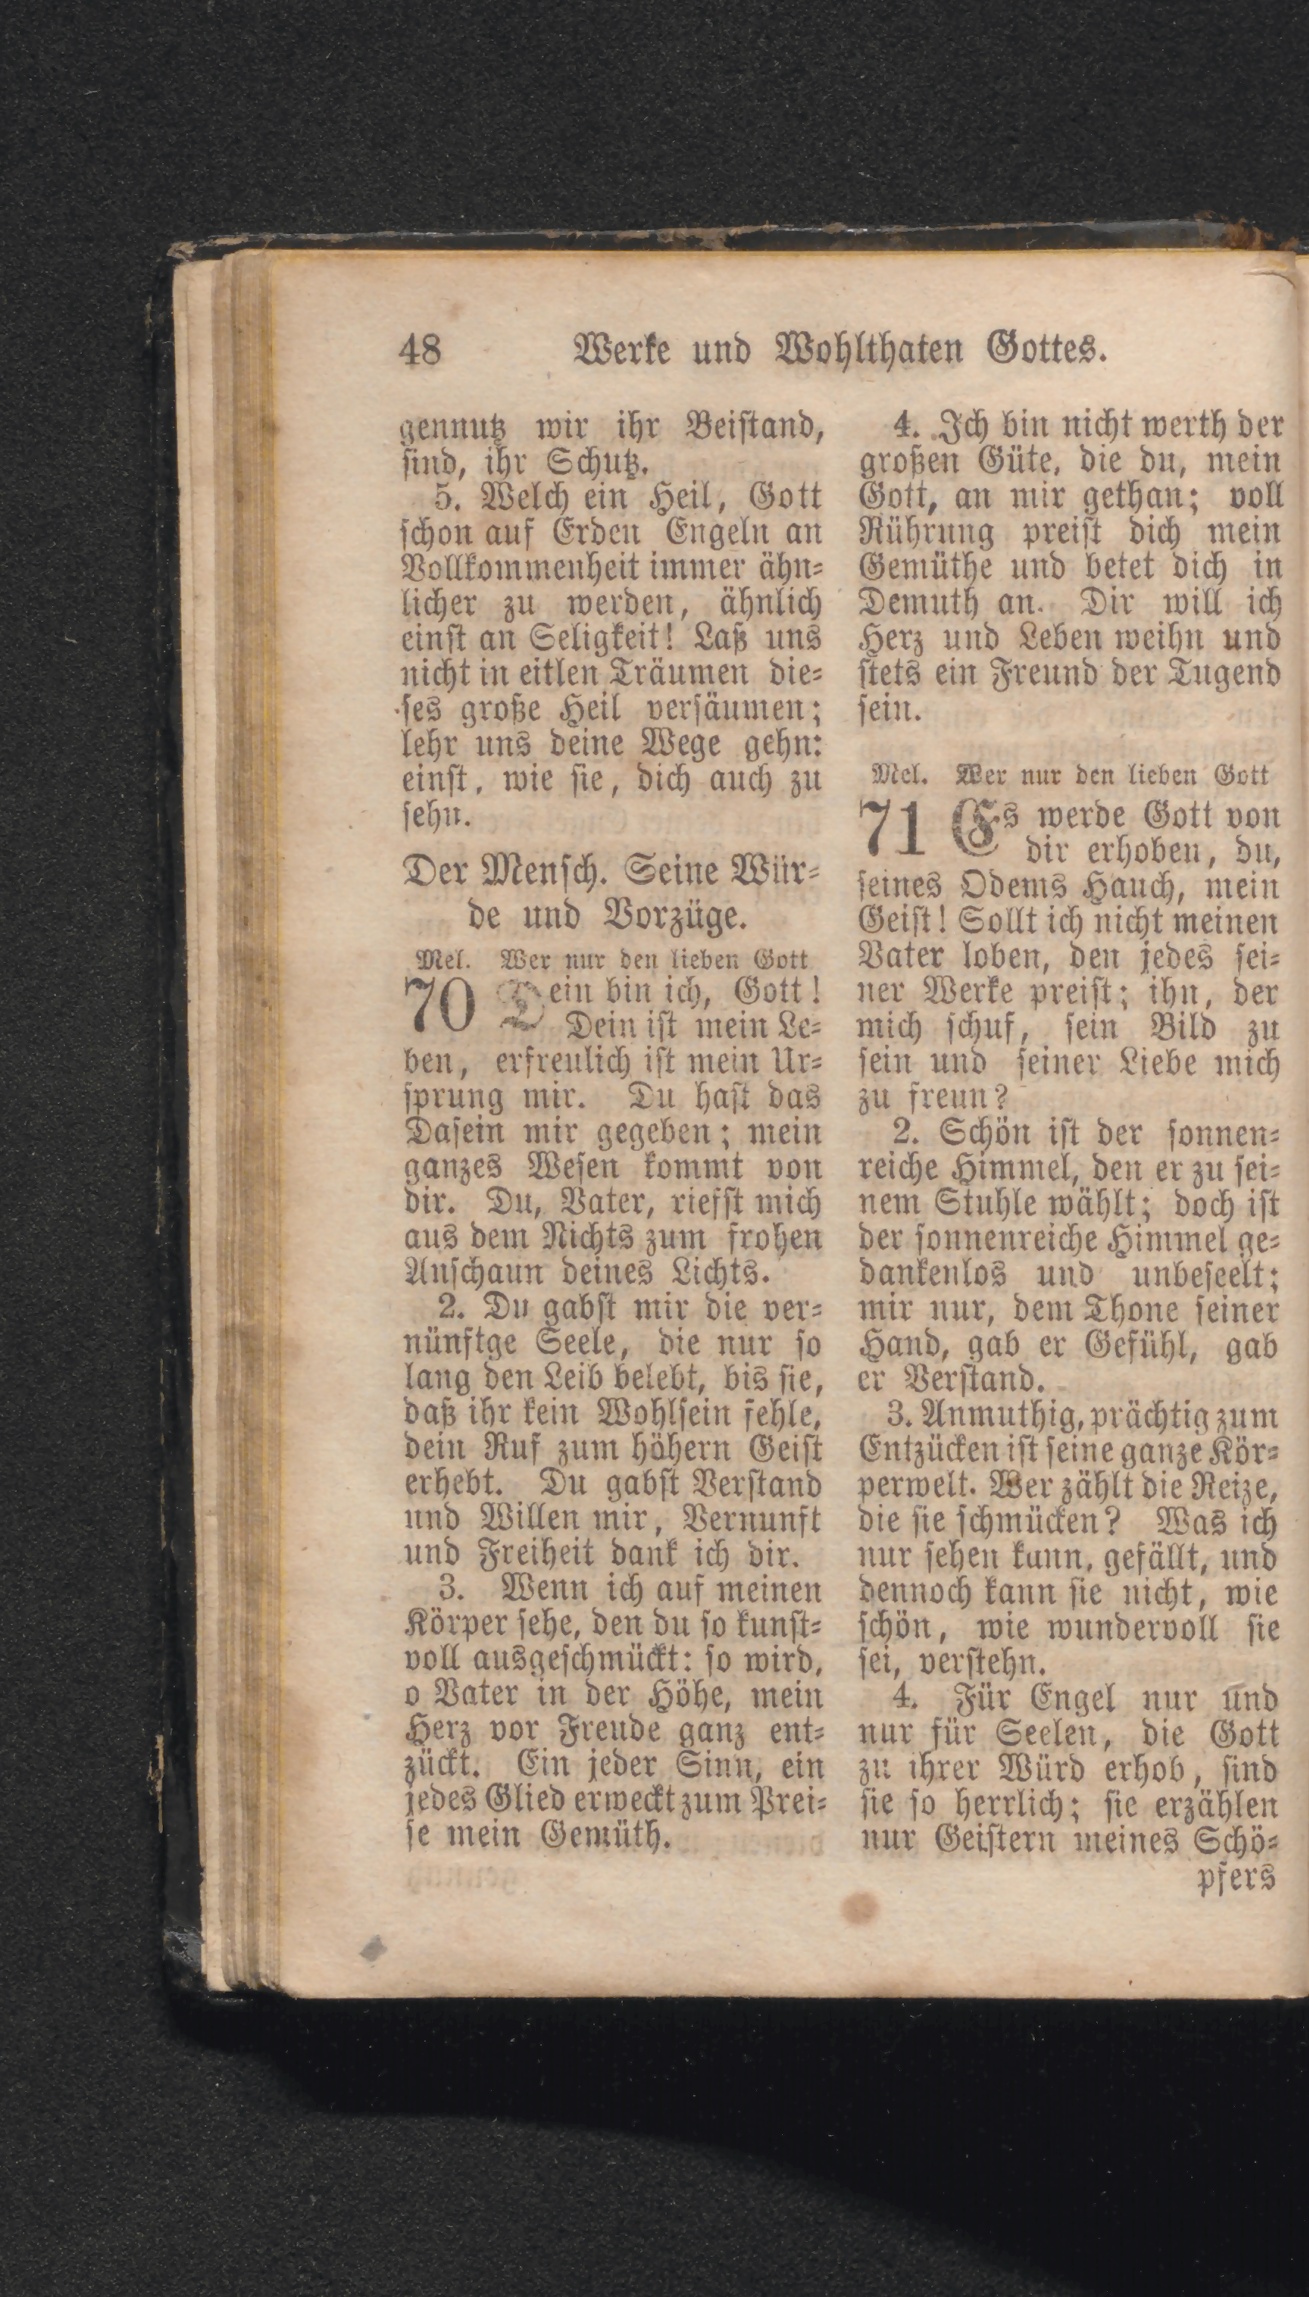 48 Werke und Wohlthaten Gottes.
gennutz wir ihr Beistand,
sind, ihr Schutz.
5. Welch ein Heil, Gott
schon auf Erden Engeln an
Vollkommenheit immer ähn-
licher zu werden, ähnlich
einst an Seligkeit! Laß uns
nicht in eitlen Träumen die-
ses große Heil versäumen;
lehr uns deine Wege gehn:
einst, wie sie, dich auch zu
sehn.
Der Mensch. Seine Wür-
de und Vorzüge.
Mel. Wer nur den lieben Gott
70 Dein bin ich, Gott!
Dein ist mein Le-
ben, erfreulich ist mein Ur-
sprung mir. Du hast das
Dasein mir gegeben; mein
ganzes Wesen kommt von
dir. Du, Vater, riefst mich
aus dem Nichts zum frohen
Anschaun deines Lichts.
2. Du gabst mir die ver-
nünftge Seele, die nur so
lang den Leib belebt, bis sie,
daß ihr kein Wohlsein fehle,
dein Ruf zum höhern Geist
erhebt. Du gabst Verstand
und Willen mir, Vernunft
und Freiheit dank ich dir.
3. Wenn ich auf meinen
Körper sehe, den du so kunst-
voll ausgeschmückt: so wird,
o Vater in der Höhe, mein
Herz vor Freude ganz ent-
zückt. Ein jeder Sinn, ein
jedes Glied erweckt zum Prei-
se mein Gemüth.
4. Ich bin nicht werth der
großen Güte, die du, mein
Gott, an mir gethan; voll
Rührung preist dich mein
Gemüthe und betet dich in
Demuth an. Dir will ich
Herz und Leben weihn und
stets ein Freund der Tugend
sein.
Mel. Wer nur den lieben Gott
71 Es werde Gott von
dir erhoben, du,
seines Odems Hauch, mein
Geist! Sollt ich nicht meinen
Vater loben, den jedes sei-
ner Werke preist; ihn, der
mich schuf, sein Bild zu
sein und seiner Liebe mich
zu freun?
2. Schön ist der sonnen-
reiche Himmel, den er zu sei-
nem Stuhle wählt; doch ist
der sonnenreiche Himmel ge-
dankenlos und unbeseelt;
mir nur, dem Thone seiner
Hand, gab er Gefühl, gab
er Verstand.
3. Anmuthig, prächtig zum
Entzücken ist seine ganze Kör-
perwelt. Wer zählt die Reize,
die sie schmücken? Was ich
nur sehen kann, gefällt, und
dennoch kann sie nicht, wie
schön, wie wundervoll sie
sei, verstehn.
4. Für Engel nur und
nur für Seelen, die Gott
zu ihrer Würd erhob, sind
sie so herrlich; sie erzählen
nur Geistern meines Schö-
pfers